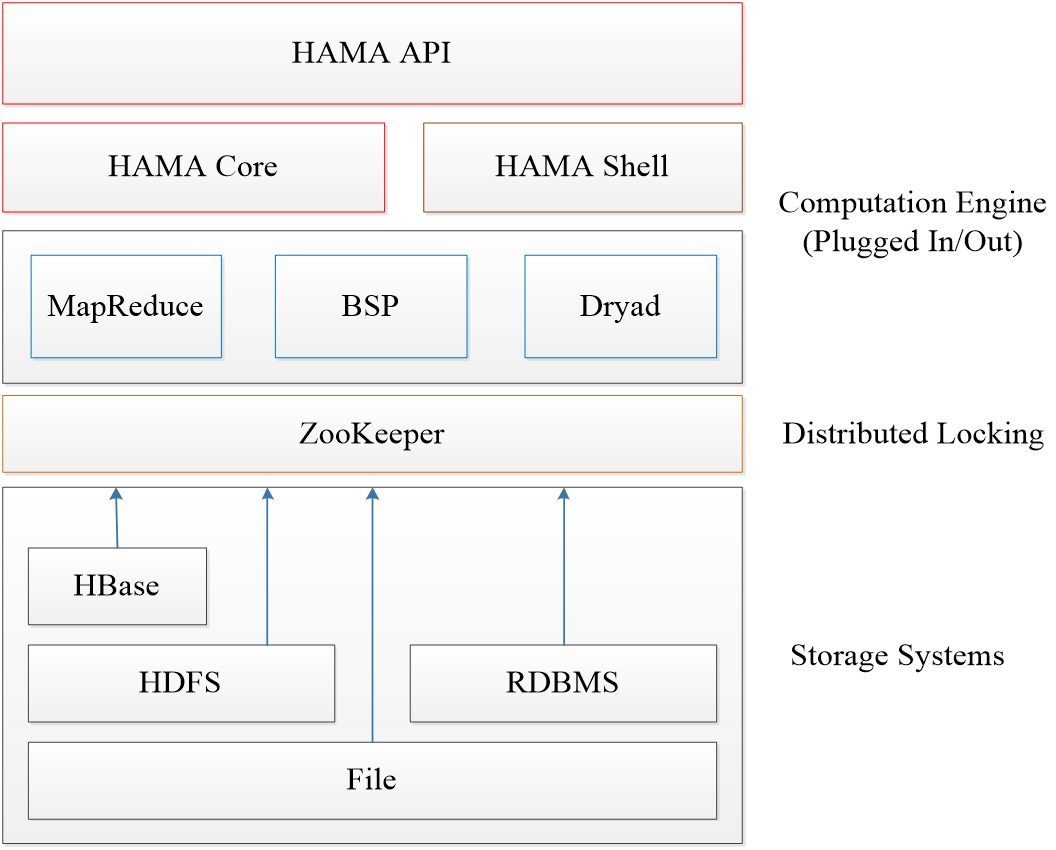 HAMA API
HAMA Core
HAMA Shell
Computation Engine
(Plugged In/Out)
MapReduce
BSP
Dryad
ZooKeeper
Distributed Locking
HBase
Storage Systems
HDFS
RDBMS
File